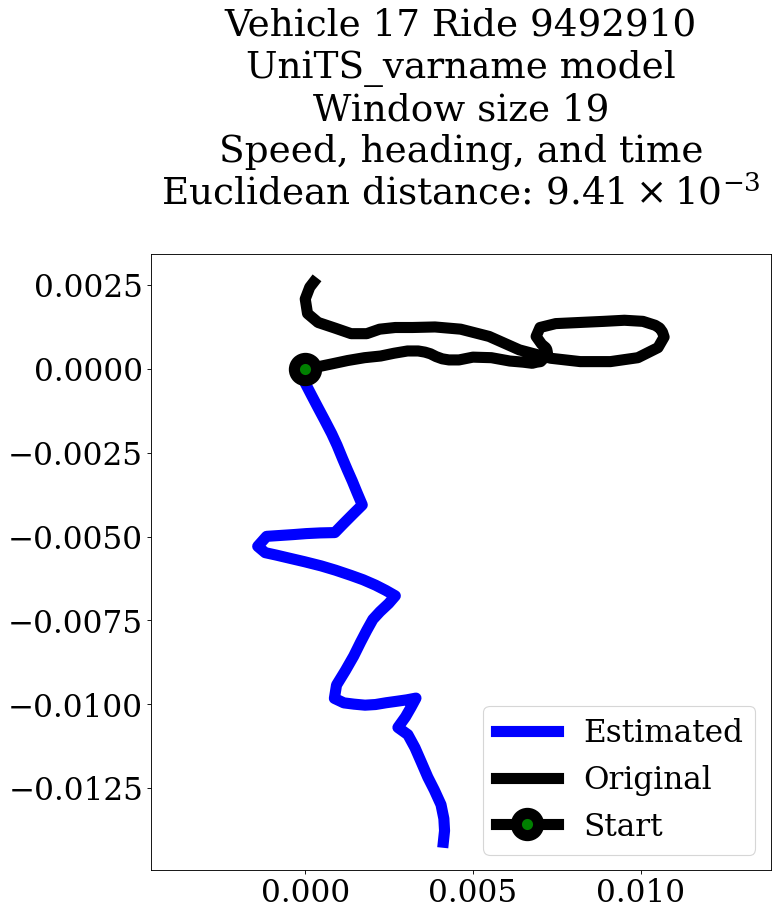 Vehicle 17 Ride 9492910
UniTS_varname model
Window size 19
Speed, heading, and time
Euclidean distance: 9.41 × 10⁻³
0.0025
0.0000
−0.0025
−0.0050
−0.0075
−0.0100
−0.0125
Estimated
Original
Start
0.000 0.005 0.010